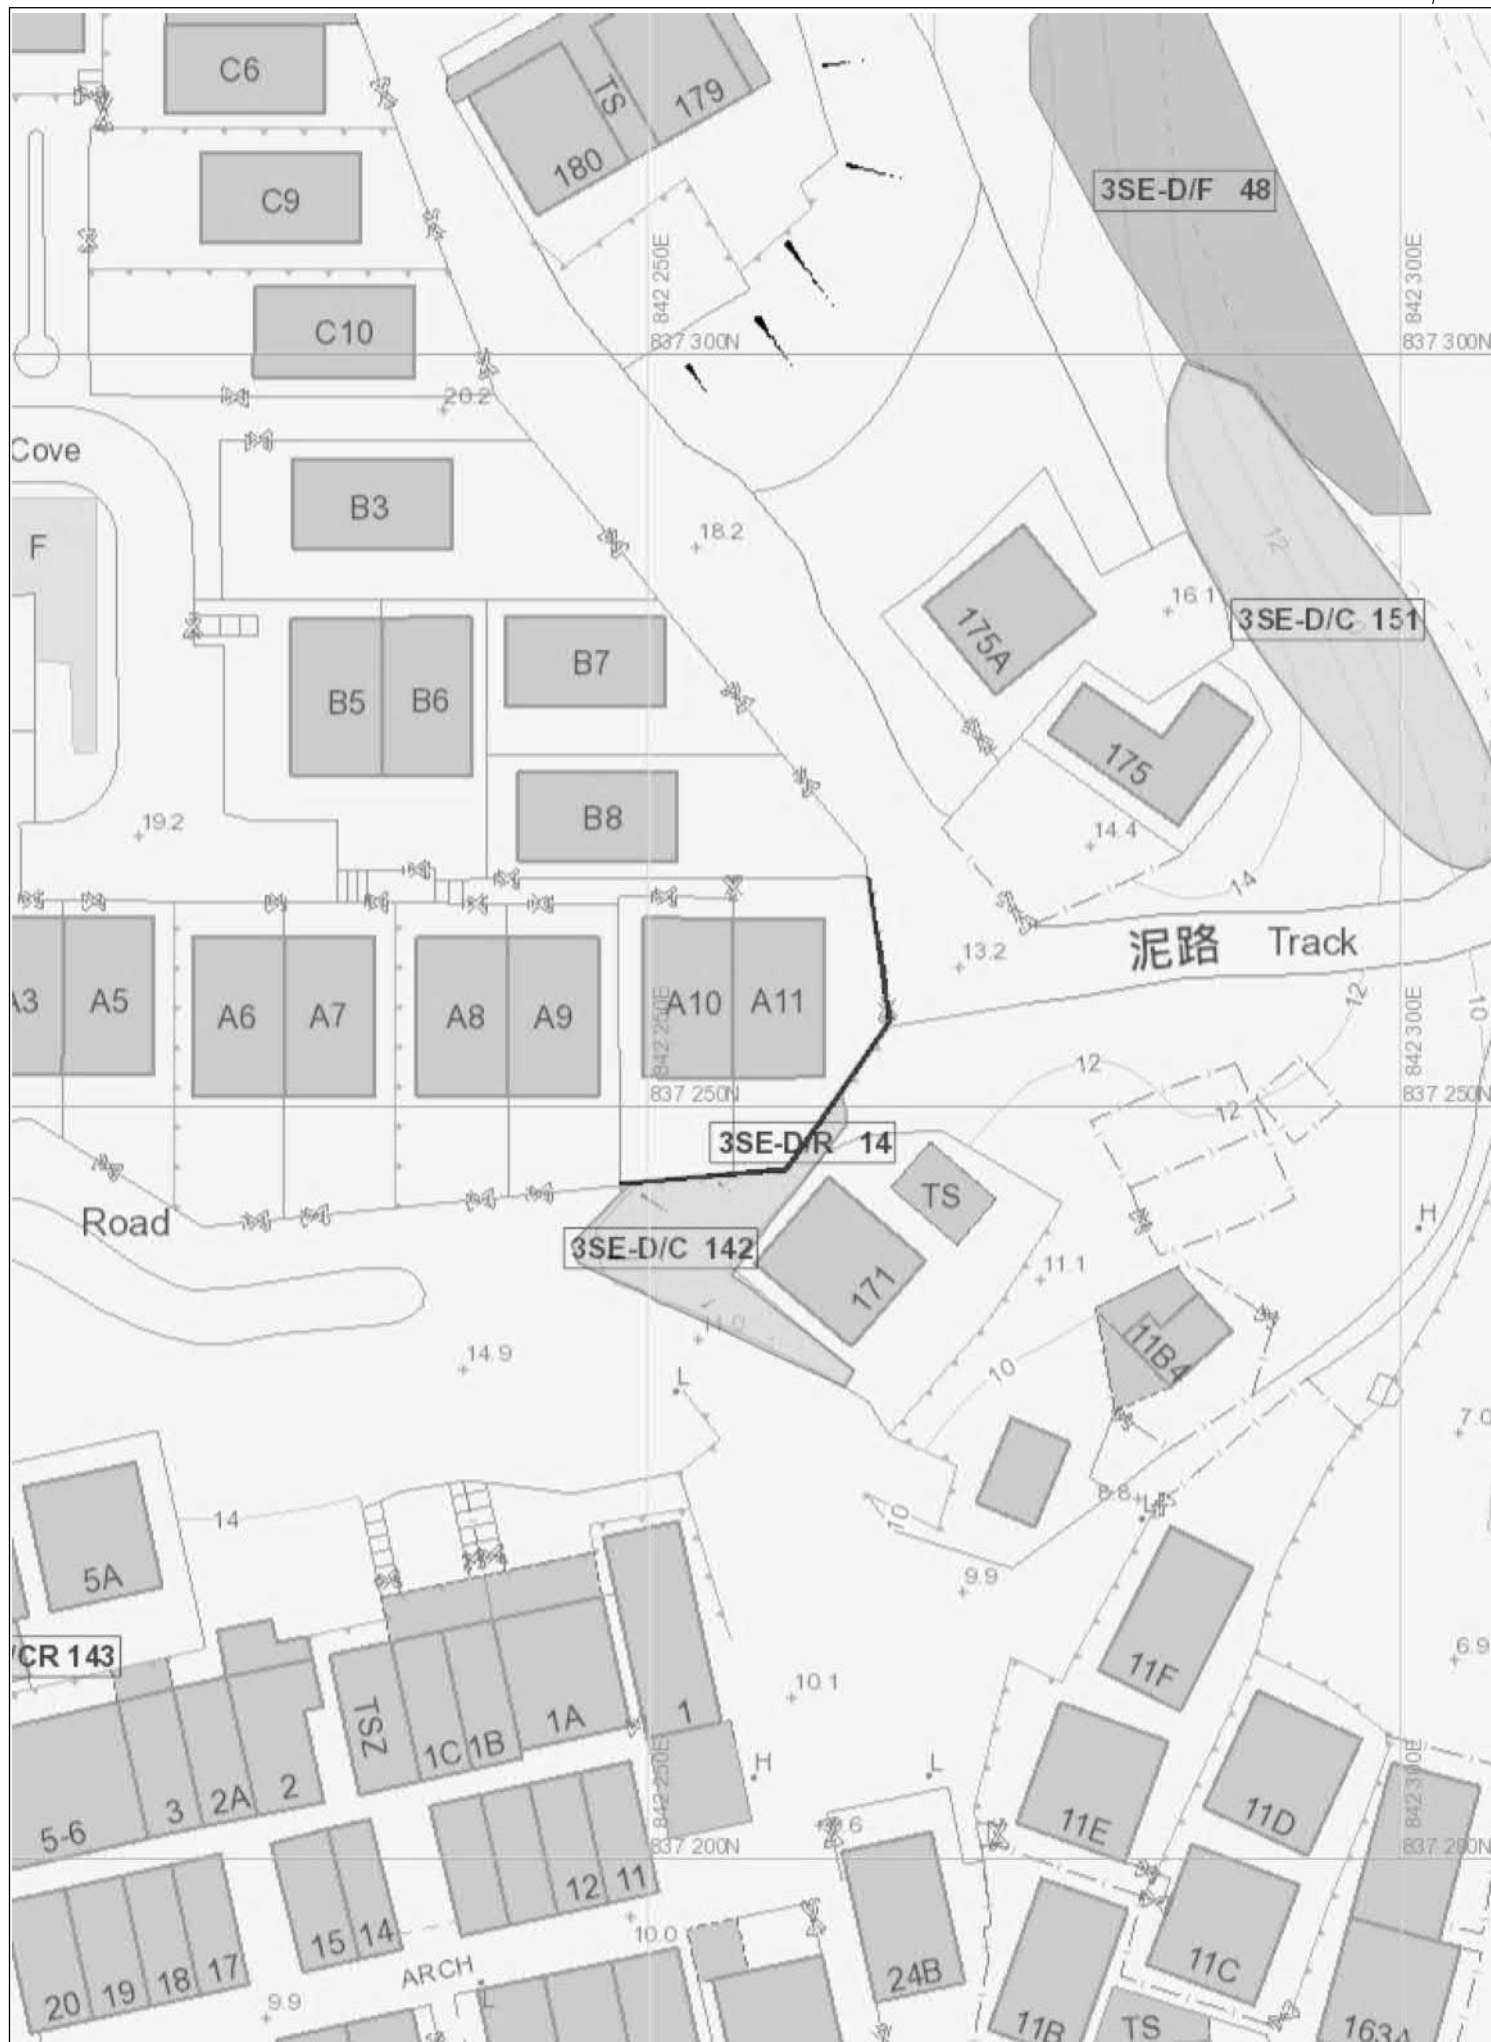 C6
TS
179
180
C9
3SE-D/F 48
842 250E
842 300E
C10
837 300N
837 300N
20.2
Cove
B3
F
18.2
12
175A
16.1
3SE-D/C 151
B7
B5
B6
175
B8
19.2
14.4
14
泥路 Track
13.2
A3
A5
A6
A7
A8
A9
A10
A11
842 250E
12
842 300E
10
12
837 250N
837 250N
12
3SE-D/R 14
TS
Road
H
3SE-D/C 142
171
11.1
11.0
11B4
14.9
L
10
7.0
8.8
L
14
10
5A
9.9
/CR 143
11F
6.9
10.1
TSZ
1C
1B
1A
1
842 250E
842 300E
H
L
5-6
3
2A
2
11E
11D
837 200N
837 200N
12
11
15
14
10.0
20
19
18
17
ARCH
L
24B
11C
9.9
11B
TS
163A